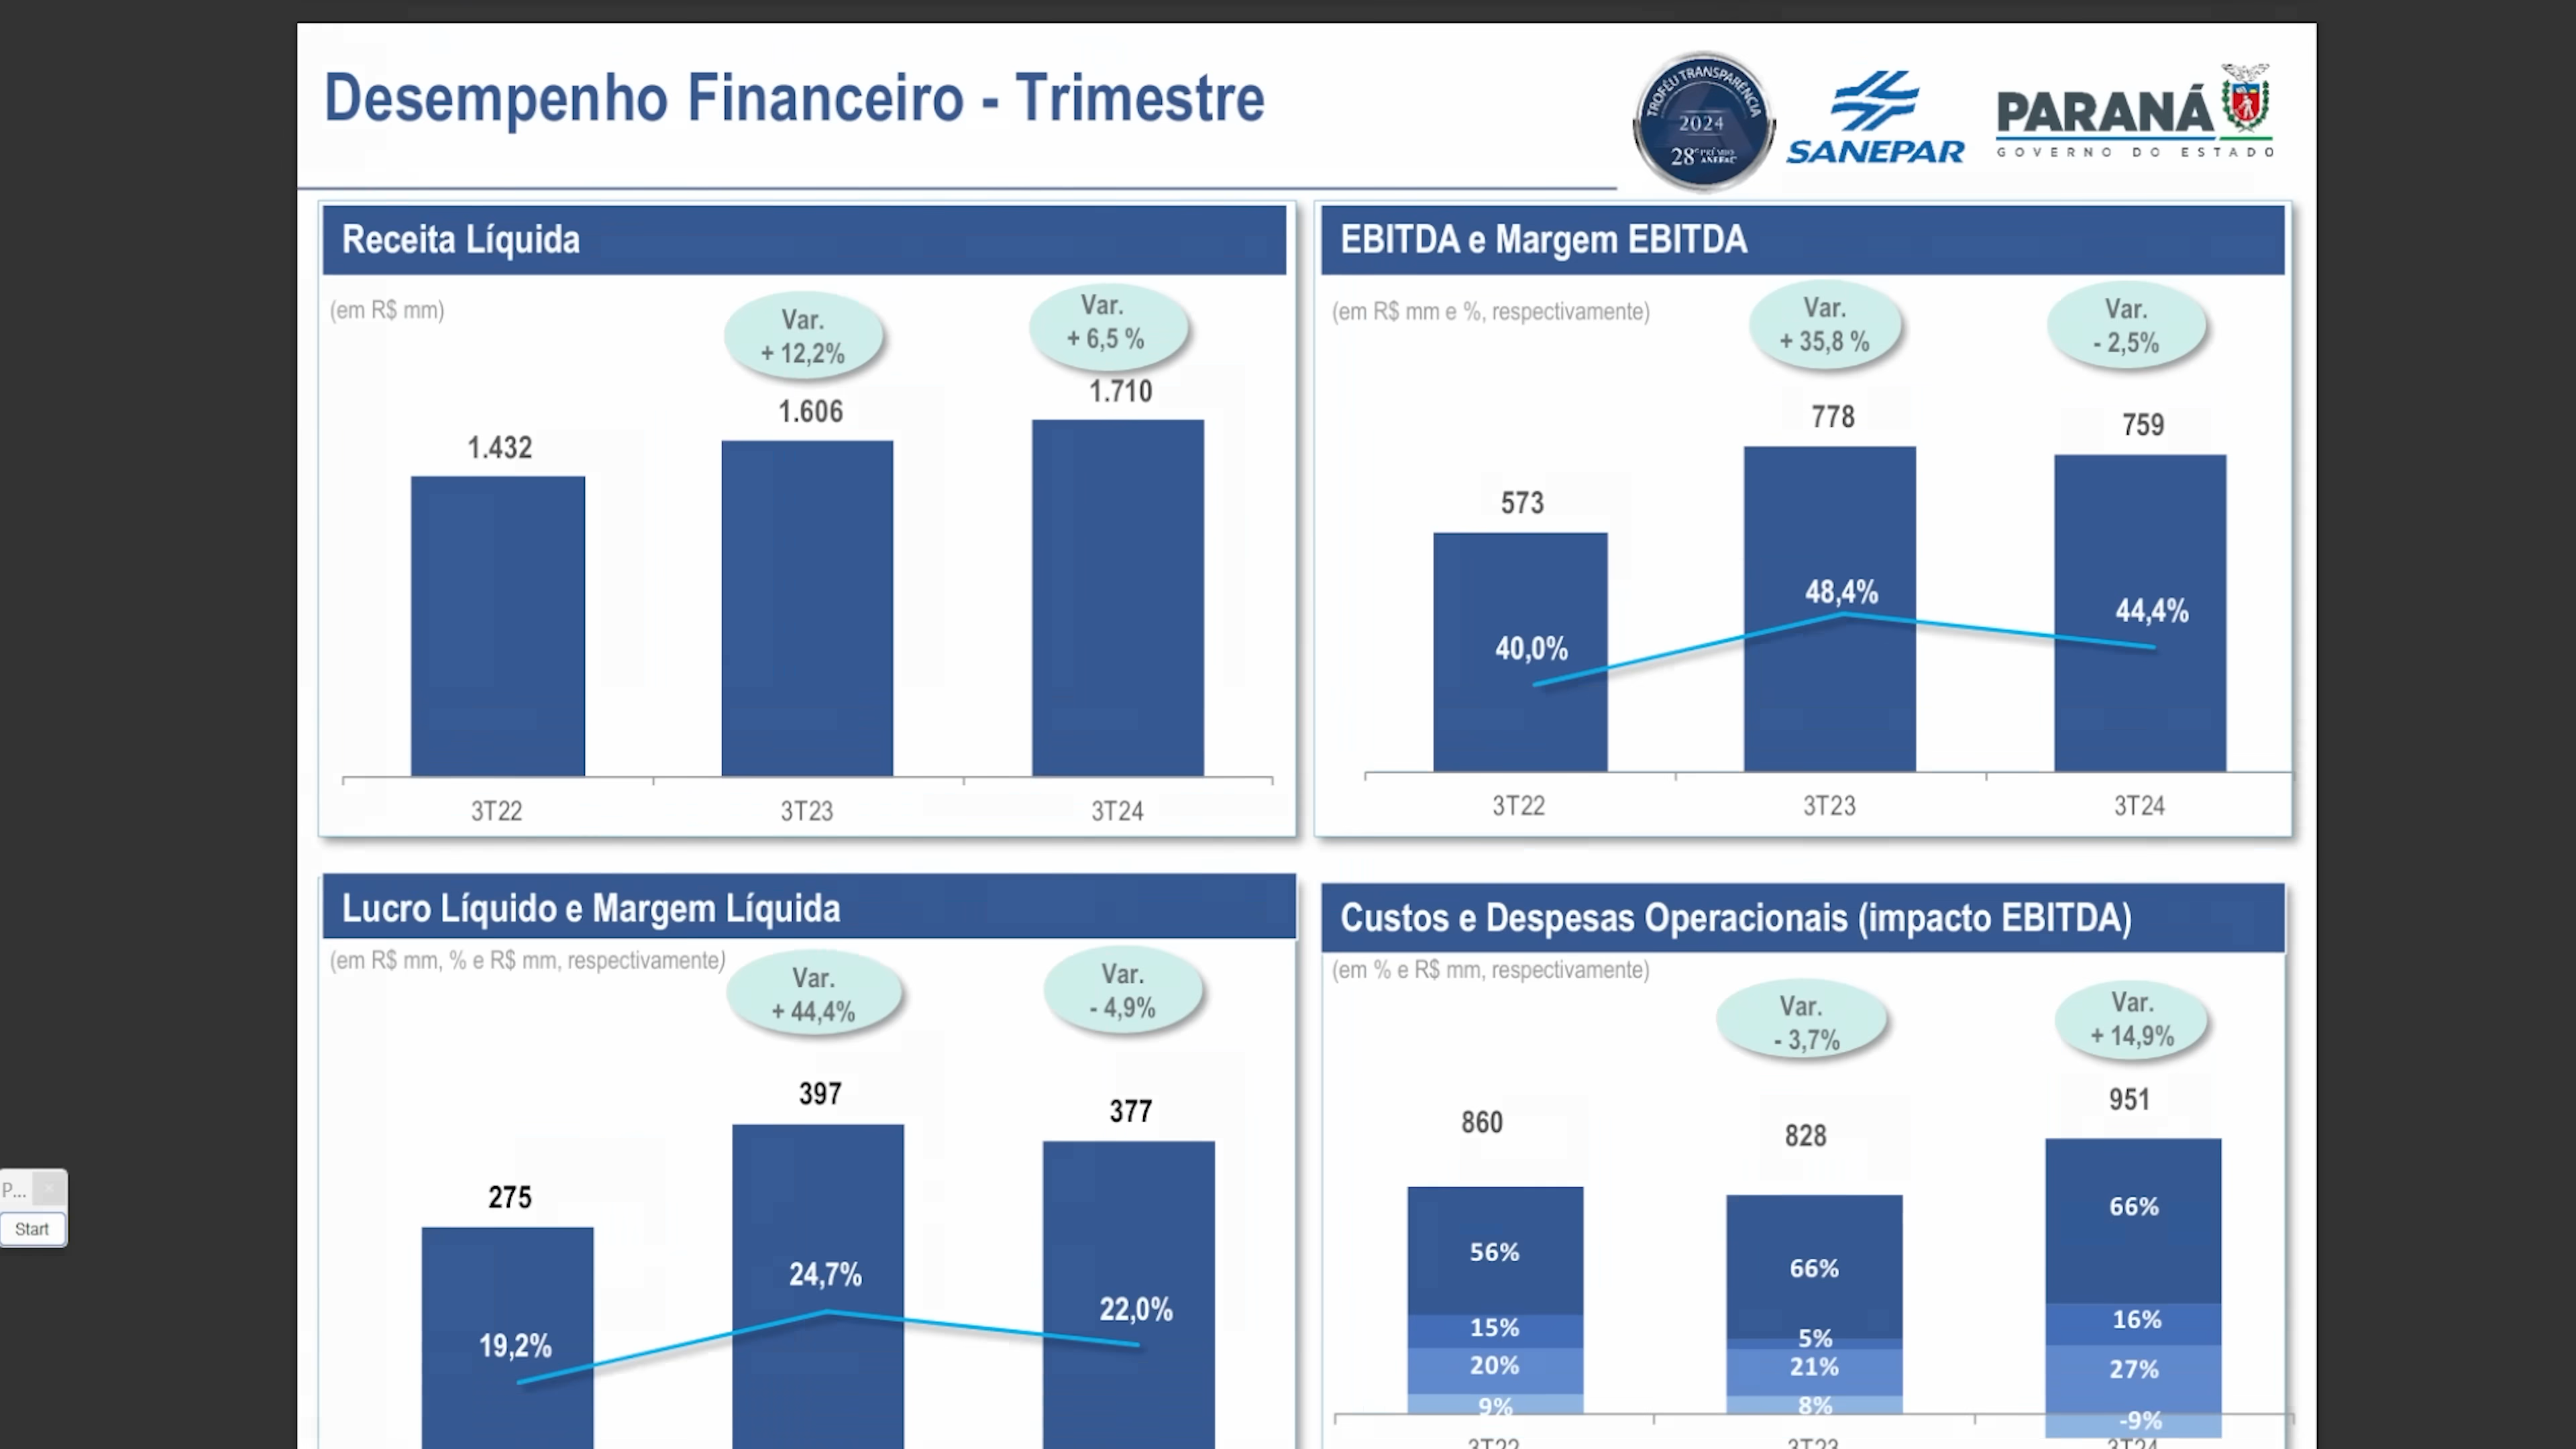 Desempenho Financeiro - Trimestre
TROFÉU TRANSPARÊNCIA
2024
28º PRÊMIO
ANEFAC
SANEPAR
PARANÁ
GOVERNO DO ESTADO
Receita Líquida
(em R$ mm)
Var.
+ 12,2%
Var.
+ 6,5 %
1.432
1.606
1.710
3T22
3T23
3T24
EBITDA e Margem EBITDA
(em R$ mm e %, respectivamente)
Var.
+ 35,8 %
Var.
- 2,5%
573
778
759
40,0%
48,4%
44,4%
3T22
3T23
3T24
Lucro Líquido e Margem Líquida
(em R$ mm, % e R$ mm, respectivamente)
Var.
+ 44,4%
Var.
- 4,9%
275
397
377
19,2%
24,7%
22,0%
Custos e Despesas Operacionais (impacto EBITDA)
(em % e R$ mm, respectivamente)
Var.
- 3,7%
Var.
+ 14,9%
860
828
951
56%
66%
66%
15%
5%
16%
20%
21%
27%
9%
8%
-9%
3T22
3T23
3T24
P...
Start